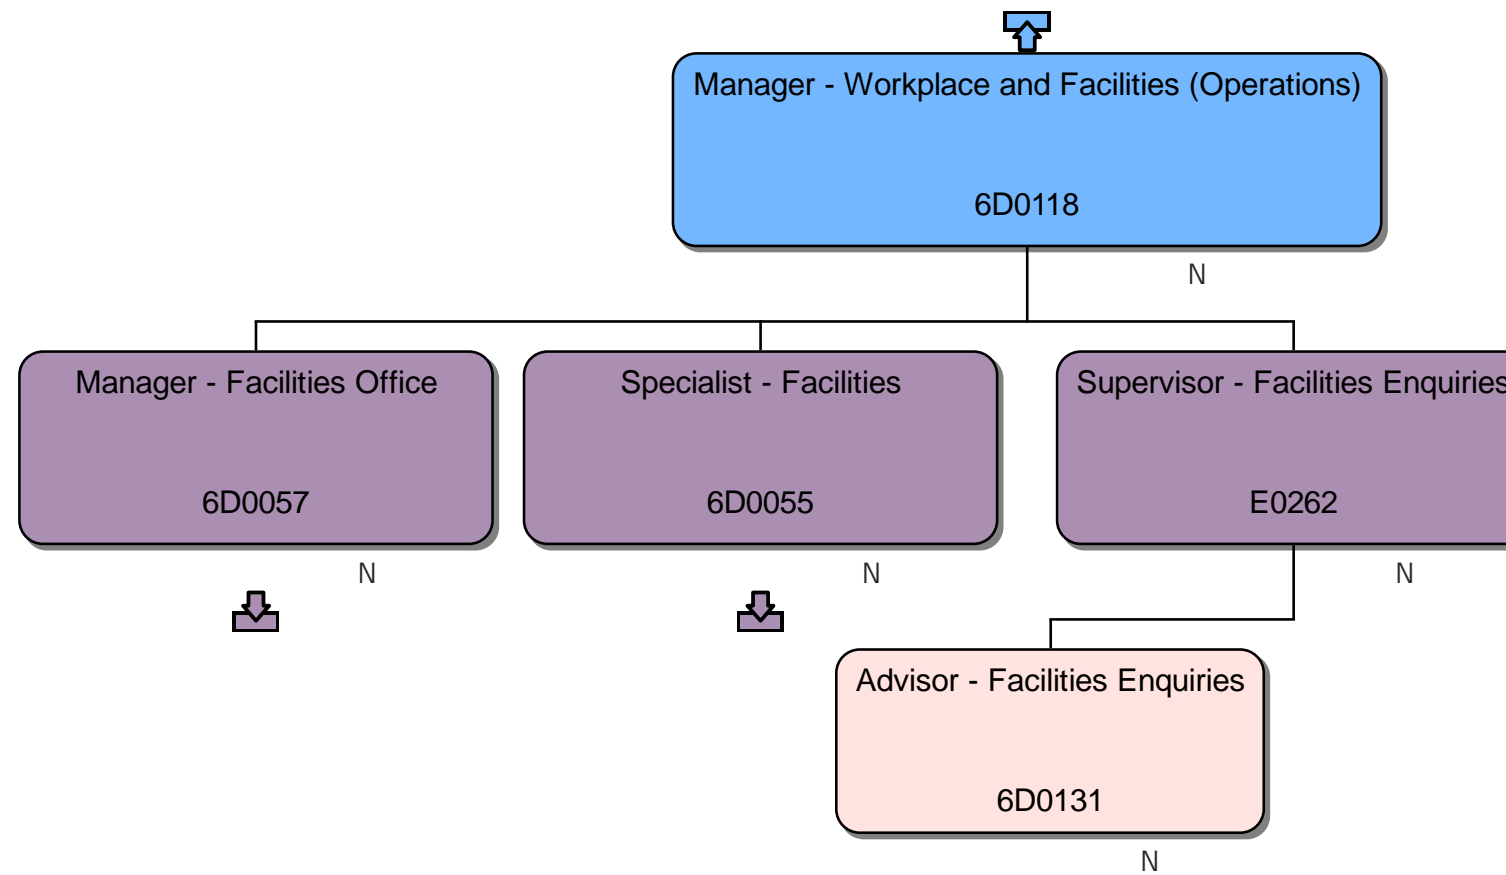 Manager - Workplace and Facilities (Operations)
6D0118
N
Manager - Facilities Office
6D0057
N
Specialist - Facilities
6D0055
N
Supervisor - Facilities Enquiries
E0262
N
Advisor - Facilities Enquiries
6D0131
N